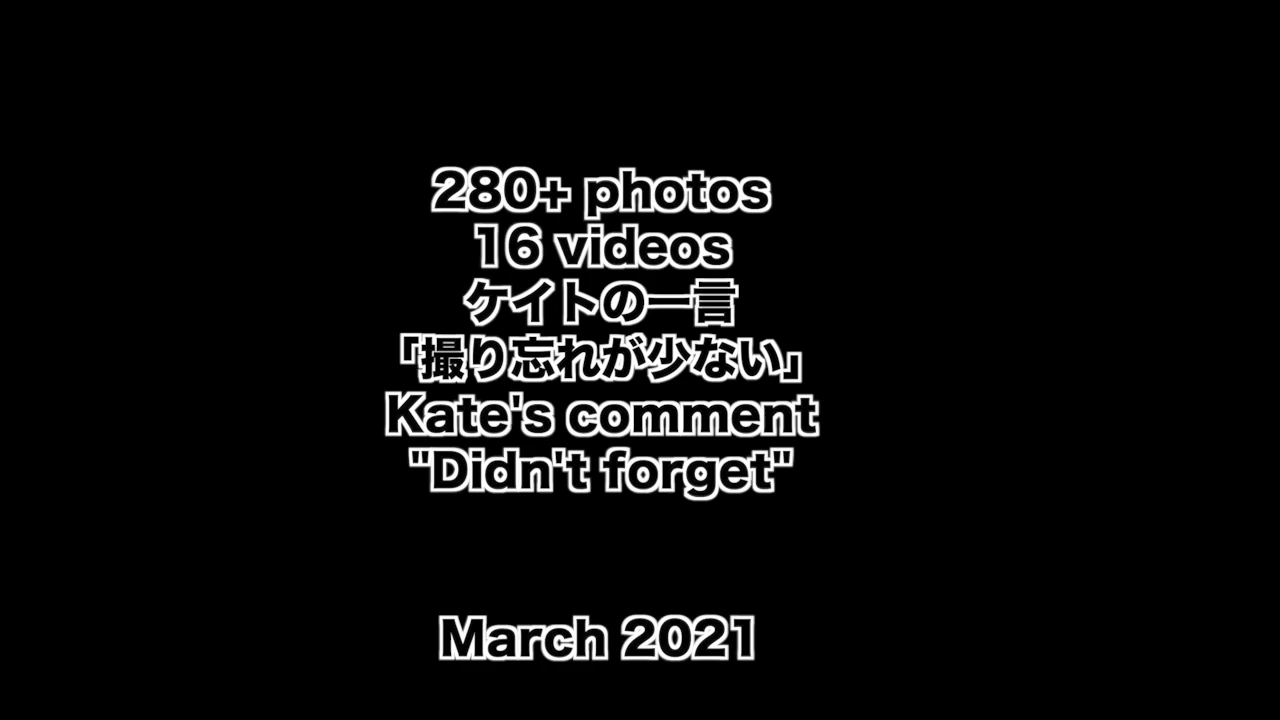 280+ photos
16 videos
ケイトの一言
「撮り忘れが少ない」
Kate's comment
"Didn't forget"
March 2021